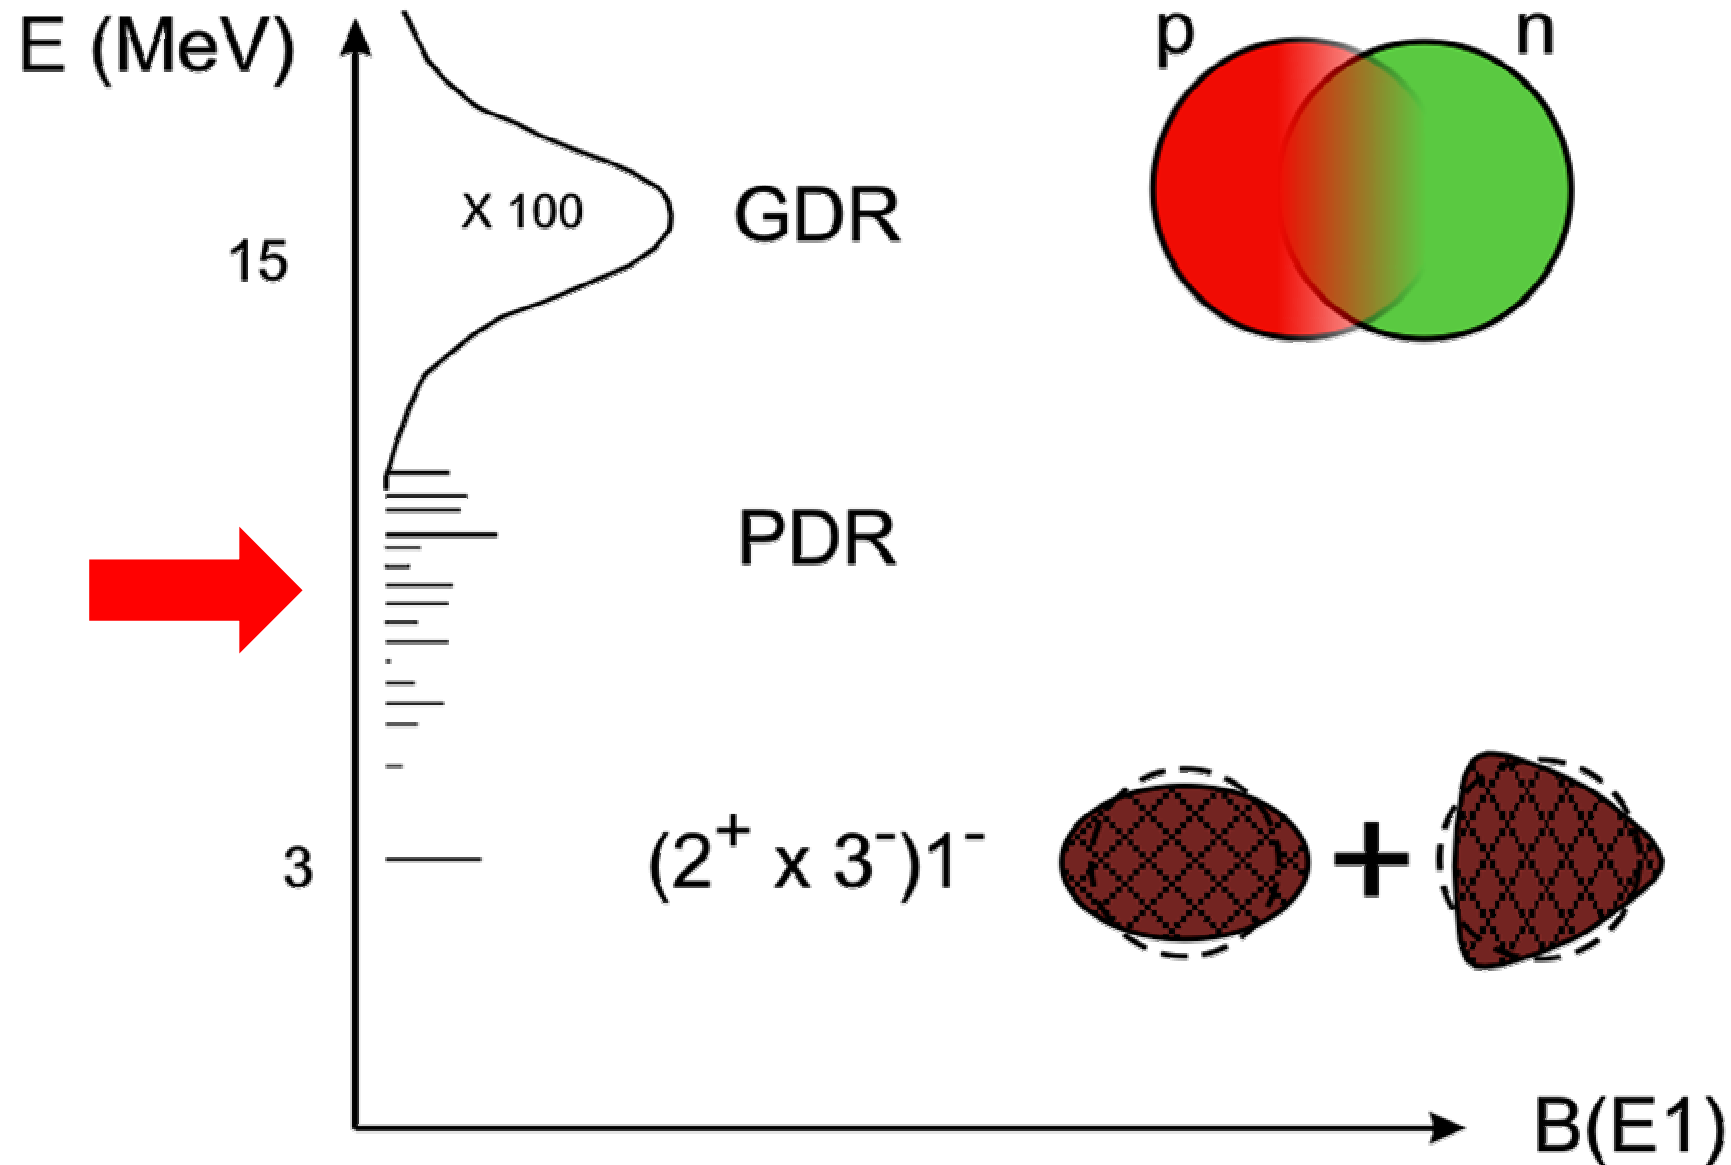 E (MeV)
p
n
X 100
GDR
15
PDR
3
(2⁺ x 3⁻)1⁻
+
B(E1)